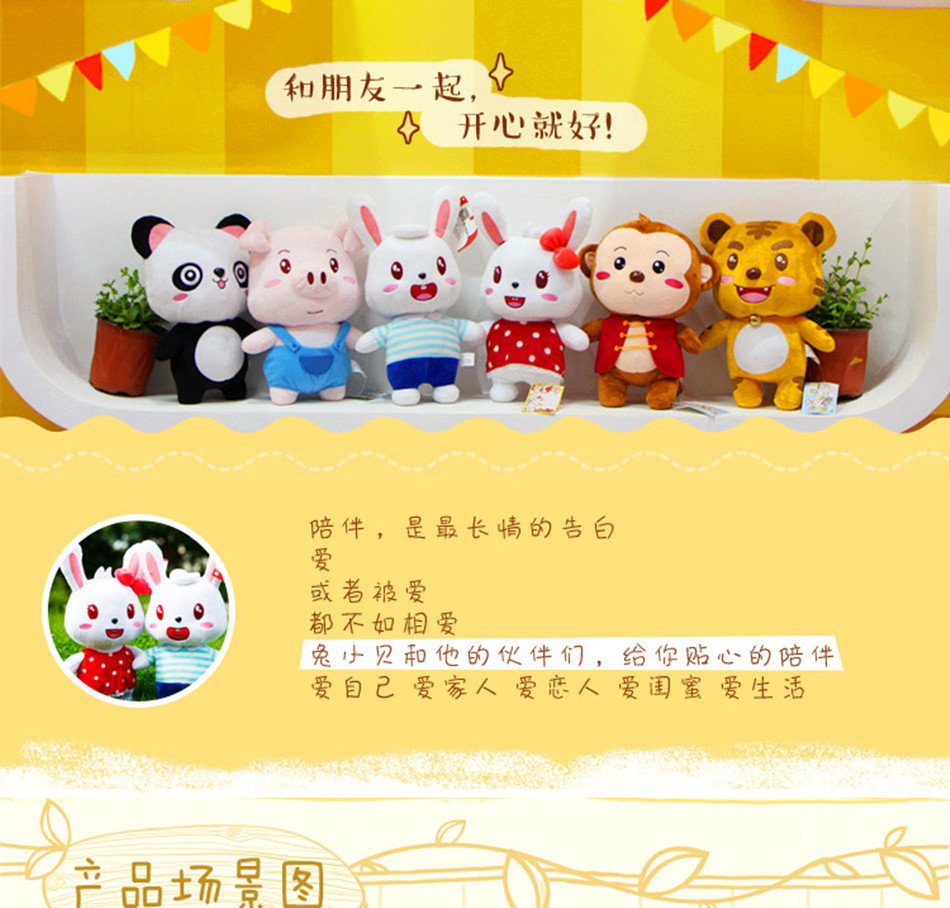 和朋友一起,
开心就好!
陪伴，是最长情的告白
爱
或者被爱
都不如相爱
兔小贝和他的伙伴们，给你贴心的陪伴
爱自己 爱家人 爱恋人 爱闺蜜 爱生活
产品场景图